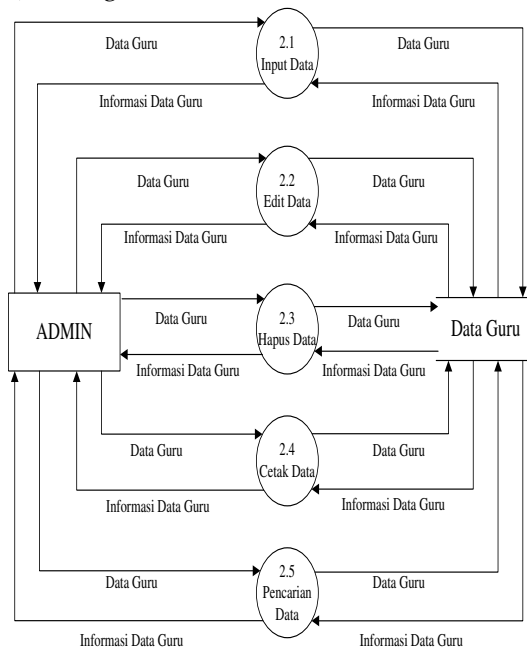 2.1
Data Guru
Data Guru
Input Data
Informasi Data Guru
Informasi Data Guru
2.2
Data Guru
Data Guru
Edit Data
Informasi Data Guru
Informasi Data Guru
ADMIN
2.3
Data Guru
Data Guru
Data Guru
Hapus Data
Informasi Data Guru
Informasi Data Guru
2.4
Data Guru
Data Guru
Cetak Data
Informasi Data Guru
Informasi Data Guru
2.5
Data Guru
Data Guru
Pencarian
Data
Informasi Data Guru
Informasi Data Guru